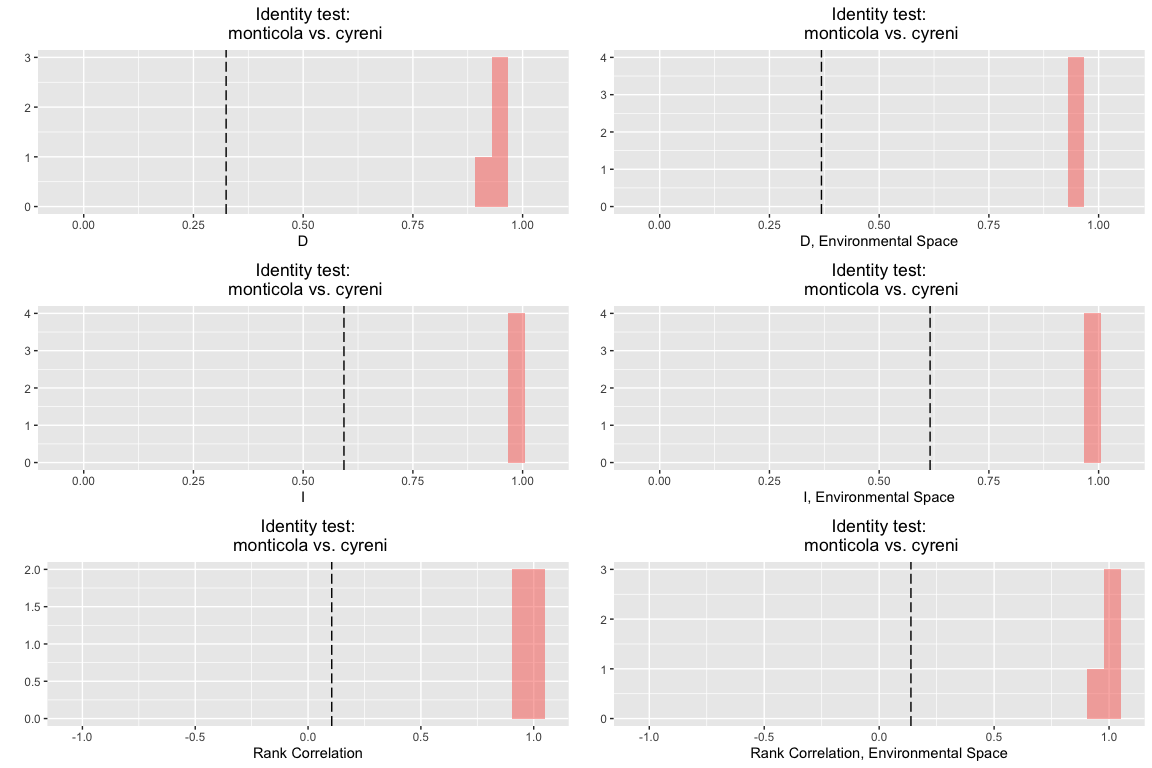 Identity test:
monticola vs. cyreni
3
2
1
0
0.00 0.25 0.50 0.75 1.00
D
Identity test:
monticola vs. cyreni
4
3
2
1
0
0.00 0.25 0.50 0.75 1.00
D, Environmental Space
Identity test:
monticola vs. cyreni
4
3
2
1
0
0.00 0.25 0.50 0.75 1.00
I
Identity test:
monticola vs. cyreni
4
3
2
1
0
0.00 0.25 0.50 0.75 1.00
I, Environmental Space
Identity test:
monticola vs. cyreni
2.0
1.5
1.0
0.5
0.0
-1.0 -0.5 0.0 0.5 1.0
Rank Correlation
Identity test:
monticola vs. cyreni
3
2
1
0
-1.0 -0.5 0.0 0.5 1.0
Rank Correlation, Environmental Space